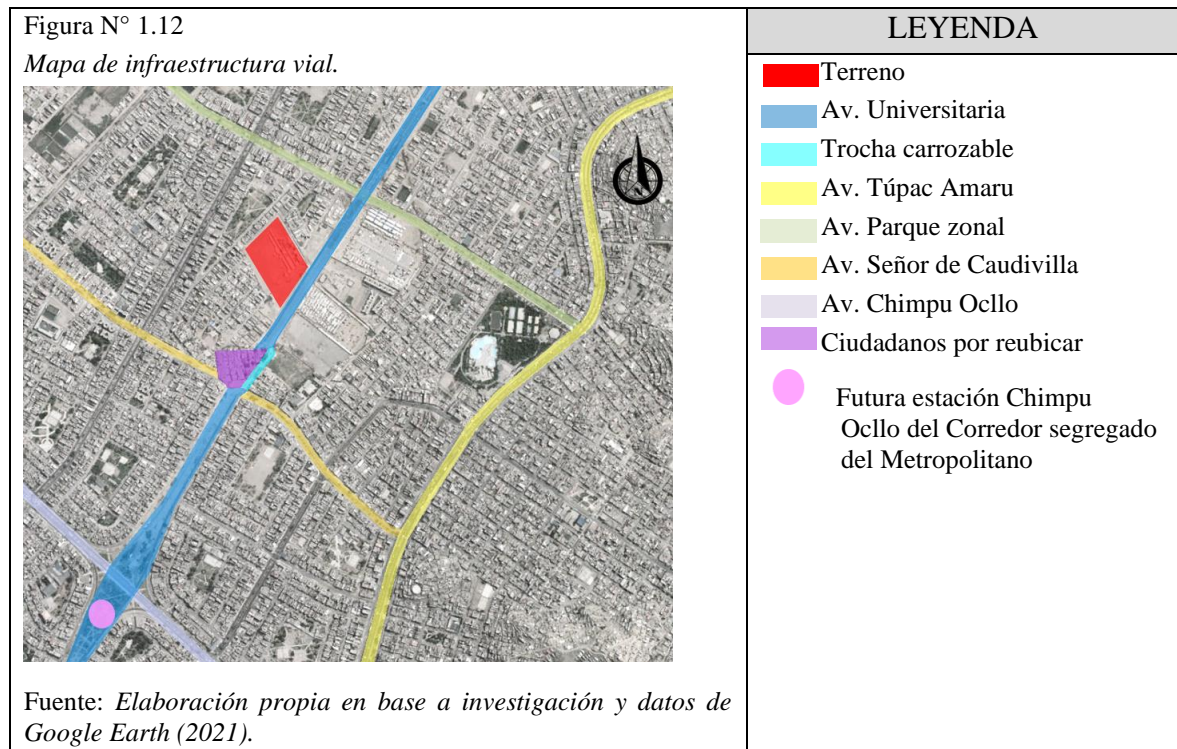 Figura N° 1.12
Mapa de infraestructura vial.
Fuente: Elaboración propia en base a investigación y datos de
Google Earth (2021).
LEYENDA
Terreno
Av. Universitaria
Trocha carrozable
Av. Túpac Amaru
Av. Parque zonal
Av. Señor de Caudivilla
Av. Chimpu Ocllo
Ciudadanos por reubicar
Futura estación Chimpu
Ocllo del Corredor segregado
del Metropolitano